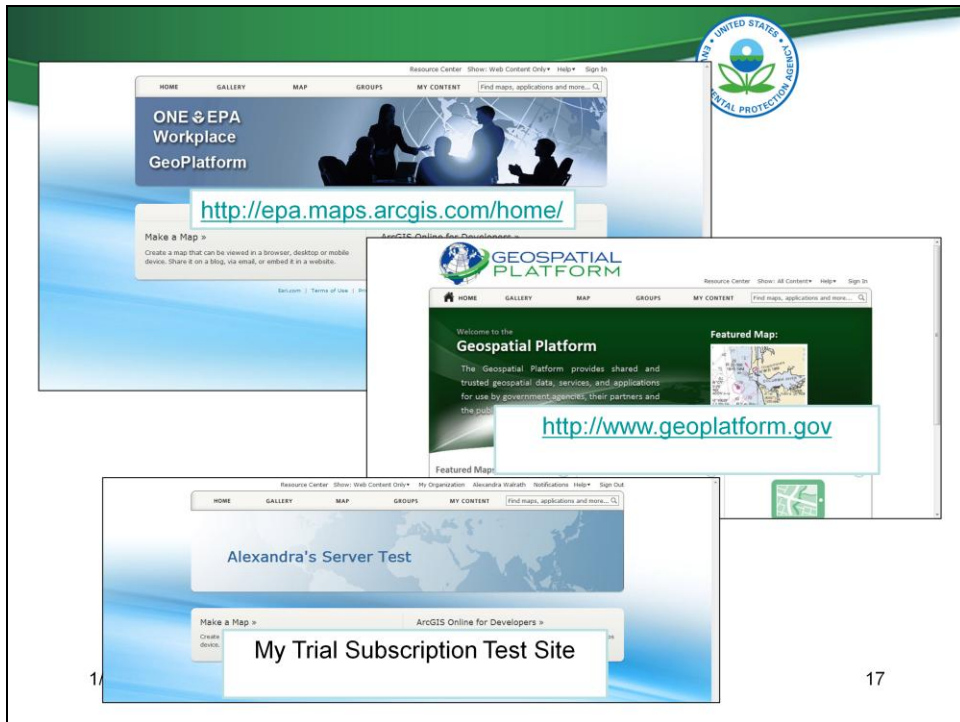 UNITED STATES
ENTAL PROTECTION AGENCY
Resource Center Show: Web Content Only Help Sign In
HOME GALLERY MAP GROUPS MY CONTENT Find maps, applications and more...
ONE EPA
Workplace
GeoPlatform
http://epa.maps.arcgis.com/home/
Make a Map »
ArcGIS Online for Developers »
Create a map that can be viewed in a browser, desktop or mobile
device. Share it on a blog, via email, or embed it in a website.
Esri.com | Terms of Use |
GEOSPATIAL
PLATFORM
Resource Center Show: All Content Help Sign In
HOME GALLERY MAP GROUPS MY CONTENT Find maps, applications and more...
Welcome to the
Geospatial Platform
Featured Map:
The Geospatial Platform provides shared and
trusted geospatial data, services, and applications
for use by government agencies, their partners and
the
http://www.geoplatform.gov
Featured
Resource Center Show: Web Content Only My Organization Alexandra Walrath Notifications Help Sign Out
HOME GALLERY MAP GROUPS MY CONTENT Find maps, applications and more...
Alexandra's Server Test
Make a Map »
ArcGIS Online for Developers »
device.
My Trial Subscription Test Site
1/
17